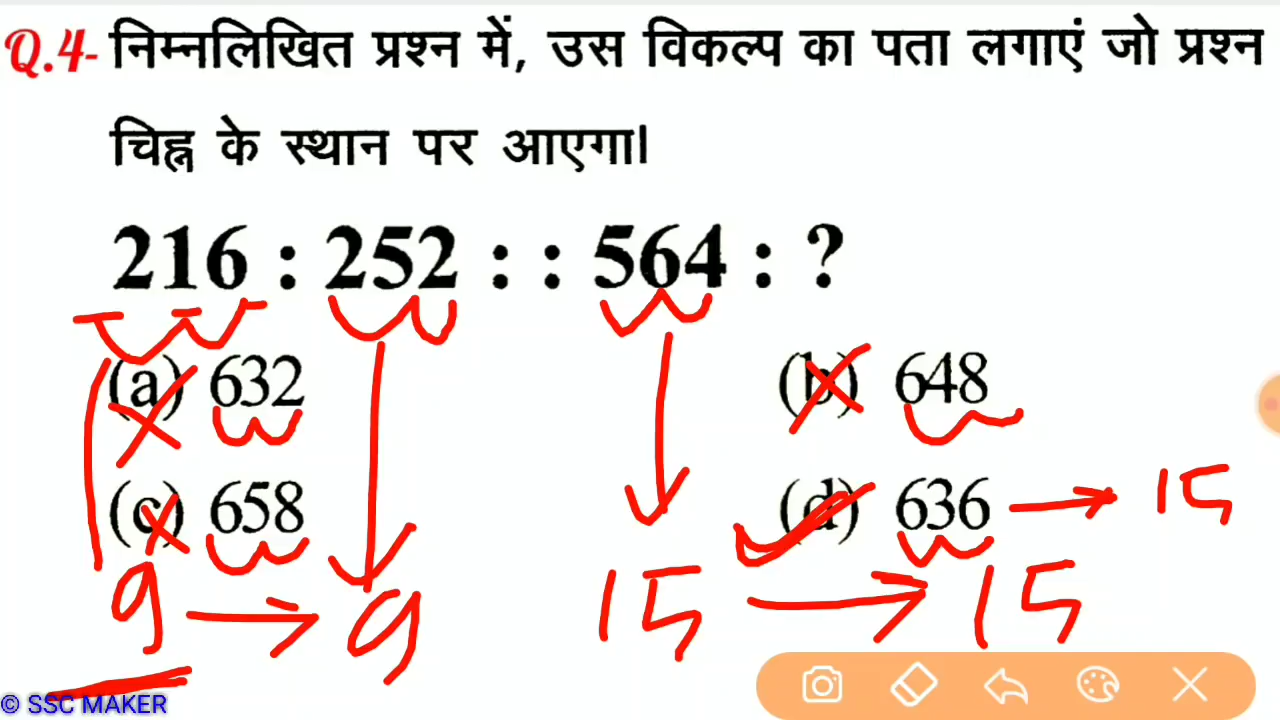 Q.4- निम्नलिखित प्रश्न में, उस विकल्प का पता लगाएं जो प्रश्न
चिह्न के स्थान पर आएगा।
216 : 252 : : 564 : ?
(a) 632 (b) 648
(c) 658 (d) 636 → 15
9 → 9 15 → 15
© SSC MAKER